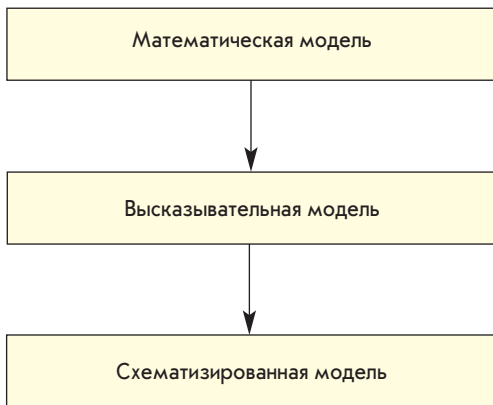 Математическая модель
Высказывательная модель
Схематизированная модель